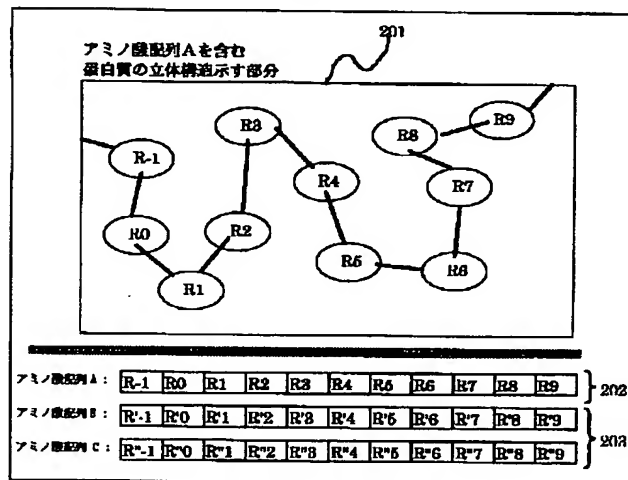 201
アミノ酸配列Aを含む
蛋白質の立体構造示す部分
R3
R8
R9
R-1
R4
R7
R0
R2
R5
R6
R1
アミノ酸配列A： R-1 R0 R1 R2 R3 R4 R5 R6 R7 R8 R9 202
アミノ酸配列B： R'-1 R'0 R'1 R'2 R'3 R'4 R'5 R'6 R'7 R'8 R'9
203
アミノ酸配列C： R"-1 R"0 R"1 R"2 R"3 R"4 R"5 R"6 R"7 R"8 R"9